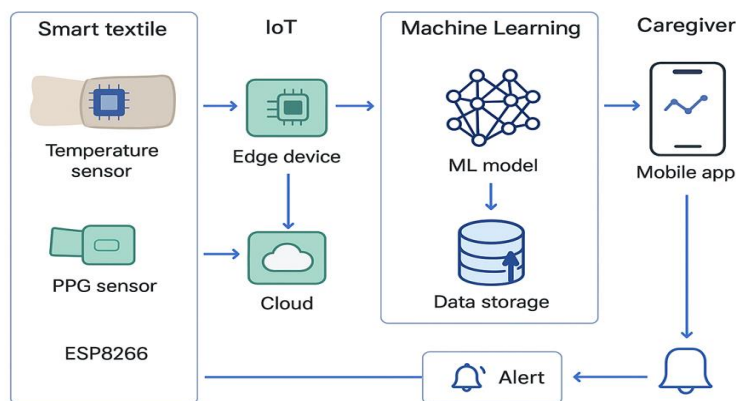 Smart textile
Temperature
sensor
PPG sensor
ESP8266
IoT
Edge device
Cloud
Machine Learning
ML model
Data storage
Caregiver
Mobile app
Alert